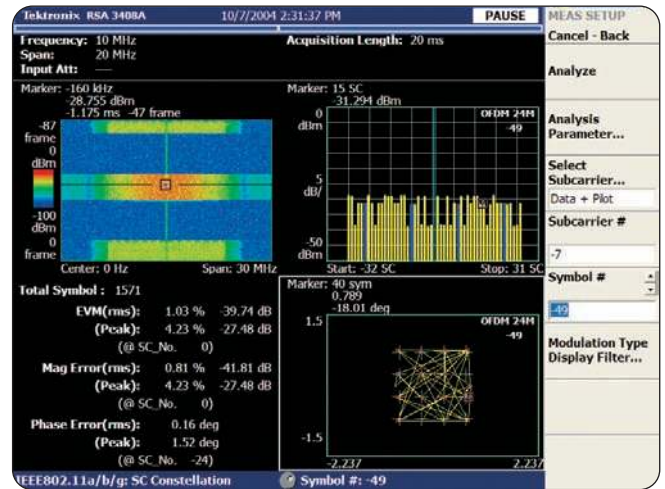 Tektronix RSA 3408A 10/7/2004 2:31:37 PM PAUSE
Frequency: 10 MHz Acquisition Length: 20 ms
Span: 20 MHz
Input Att: ----
Marker: -160 kHz
-28.755 dBm
-1.175 ms -47 frame
-87
frame
0
dBm
-100
dBm
0
frame
Center: 0 Hz Span: 30 MHz
Marker: 15 SC
-31.294 dBm
0
dBm
OFDM 24M
-49
5
dB/
-50
dBm
Start: -32 SC Stop: 31 SC
Total Symbol : 1571
EVM(rms): 1.03 % -39.74 dB
(Peak): 4.23 % -27.48 dB
(@ SC_No. 0)
Mag Error(rms): 0.81 % -41.81 dB
(Peak): 4.23 % -27.48 dB
(@ SC_No. 0)
Phase Error(rms): 0.16 deg
(Peak): 1.52 deg
(@ SC_No. -24)
Marker: 40 sym
0.789
-18.01 deg
1.5
OFDM 24M
-49
-1.5
-2.237 2.237
IEEE802.11a/b/g: SC Constellation Symbol #: -49
MEAS SETUP
Cancel - Back
Analyze
Analysis
Parameter...
Select
Subcarrier...
Data + Plot
Subcarrier #
-7
Symbol #
-49
Modulation Type
Display Filter...